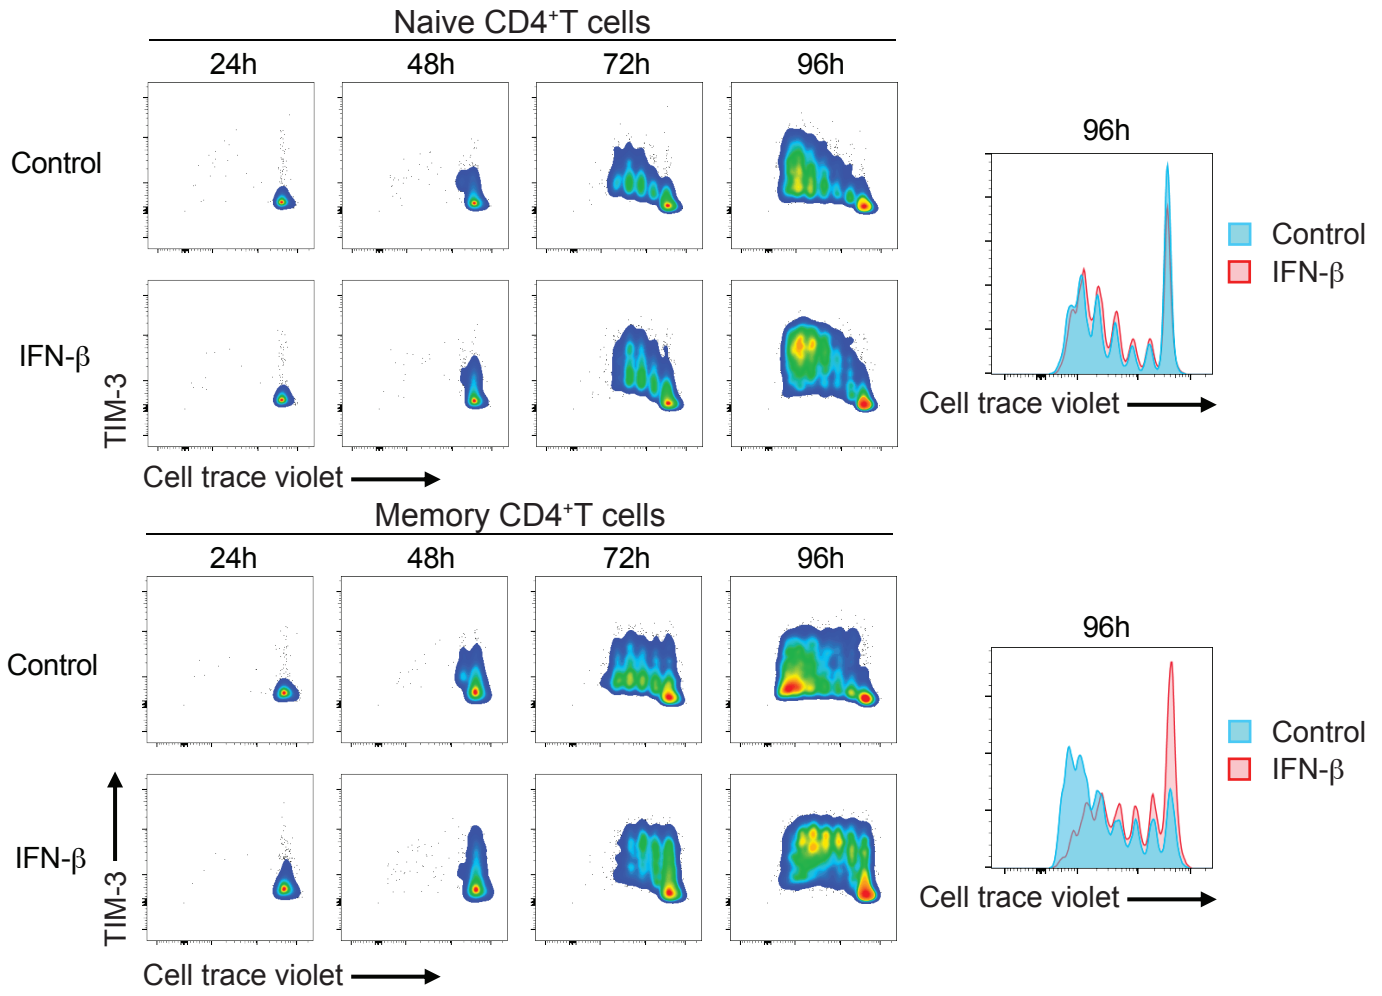 Naive CD4⁺T cells
24h 48h 72h 96h
96h
Control
Control
IFN-β
IFN-β
TIM-3
Cell trace violet
Cell trace violet
Memory CD4⁺T cells
24h 48h 72h 96h
96h
Control
Control
IFN-β
IFN-β
TIM-3
Cell trace violet
Cell trace violet